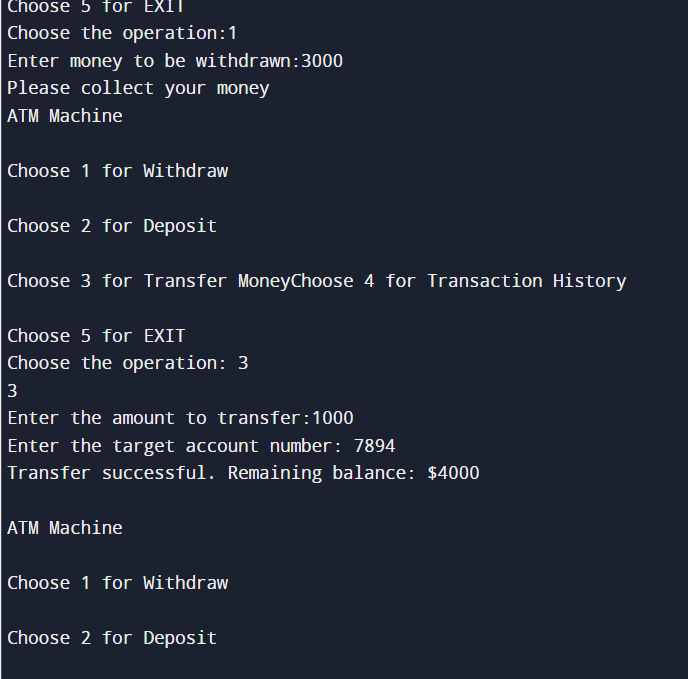 Choose 5 for EXIT
Choose the operation:1
Enter money to be withdrawn:3000
Please collect your money
ATM Machine
Choose 1 for Withdraw
Choose 2 for Deposit
Choose 3 for Transfer MoneyChoose 4 for Transaction History
Choose 5 for EXIT
Choose the operation: 3
3
Enter the amount to transfer:1000
Enter the target account number: 7894
Transfer successful. Remaining balance: $4000
ATM Machine
Choose 1 for Withdraw
Choose 2 for Deposit